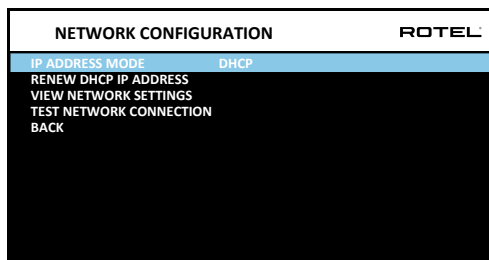 NETWORK CONFIGURATION ROTEL
IP ADDRESS MODE DHCP
RENEW DHCP IP ADDRESS
VIEW NETWORK SETTINGS
TEST NETWORK CONNECTION
BACK